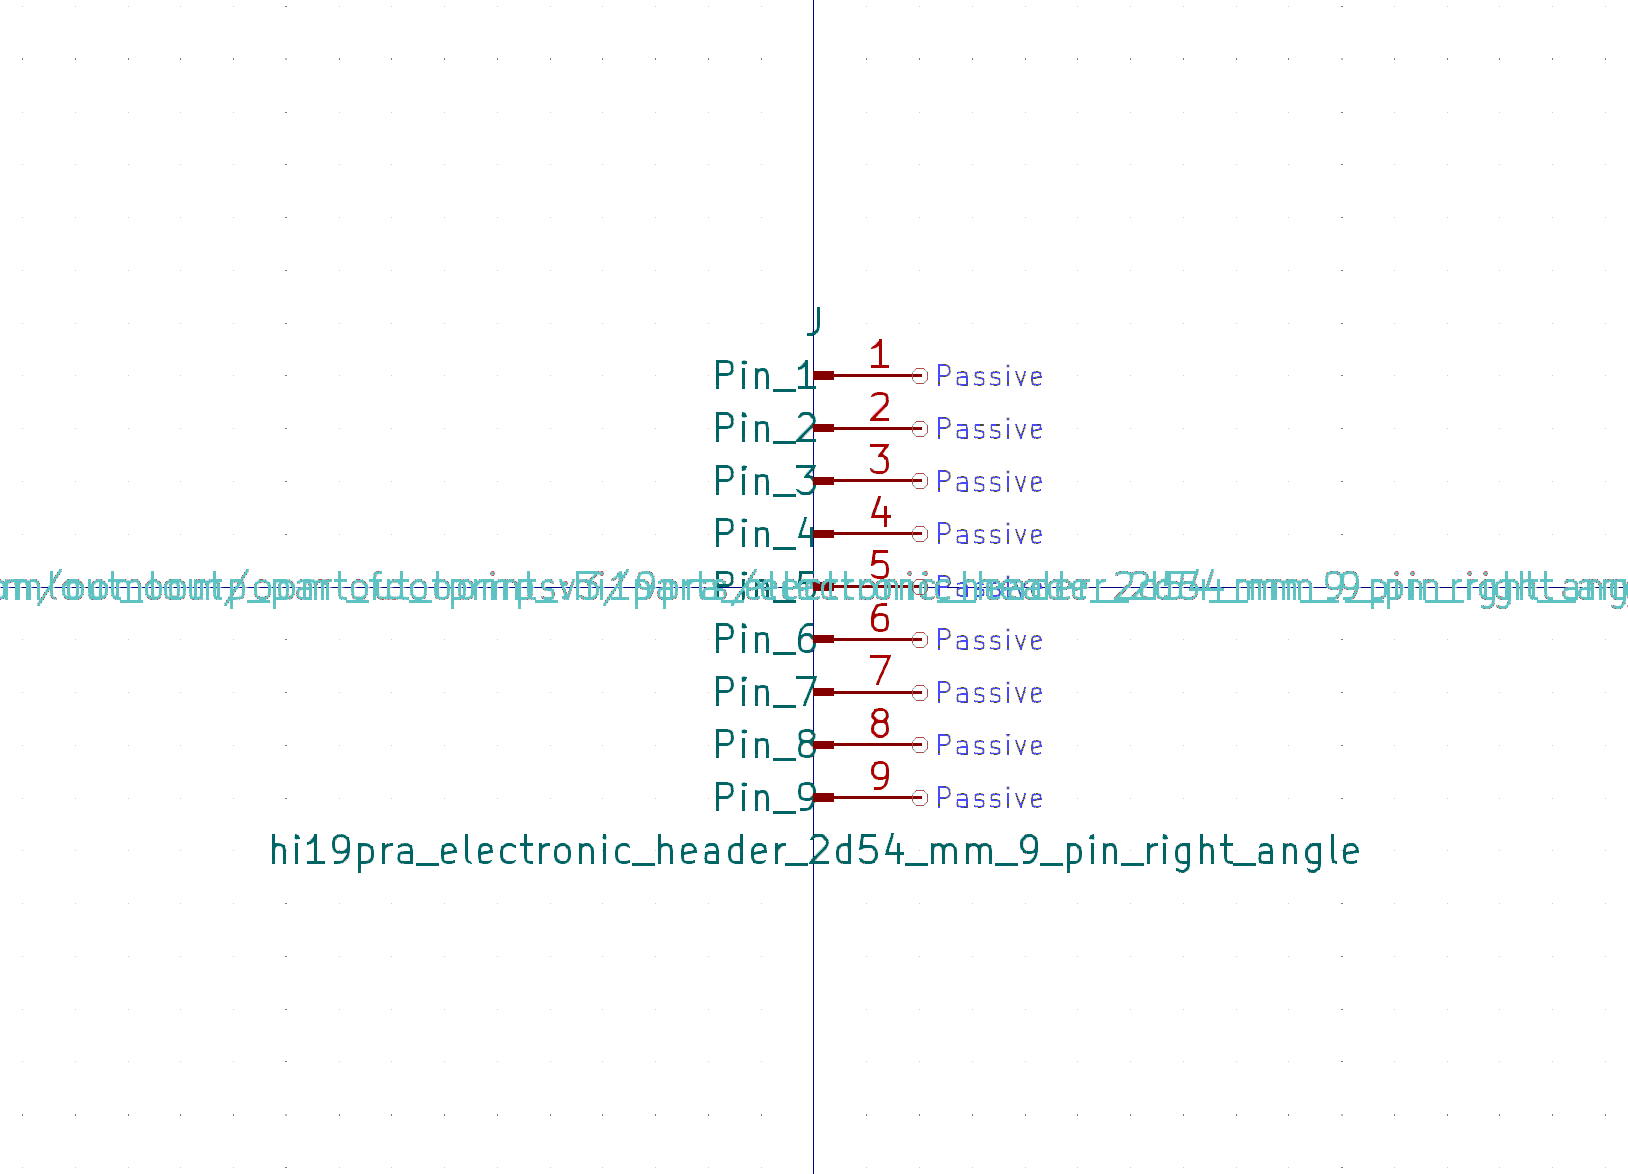 J
Pin_1 1 Passive
Pin_2 2 Passive
Pin_3 3 Passive
Pin_4 4 Passive
Pin_5 5 Passive
Pin_6 6 Passive
Pin_7 7 Passive
Pin_8 8 Passive
Pin_9 9 Passive
hi19pra_electronic_header_2d54_mm_9_pin_right_angle